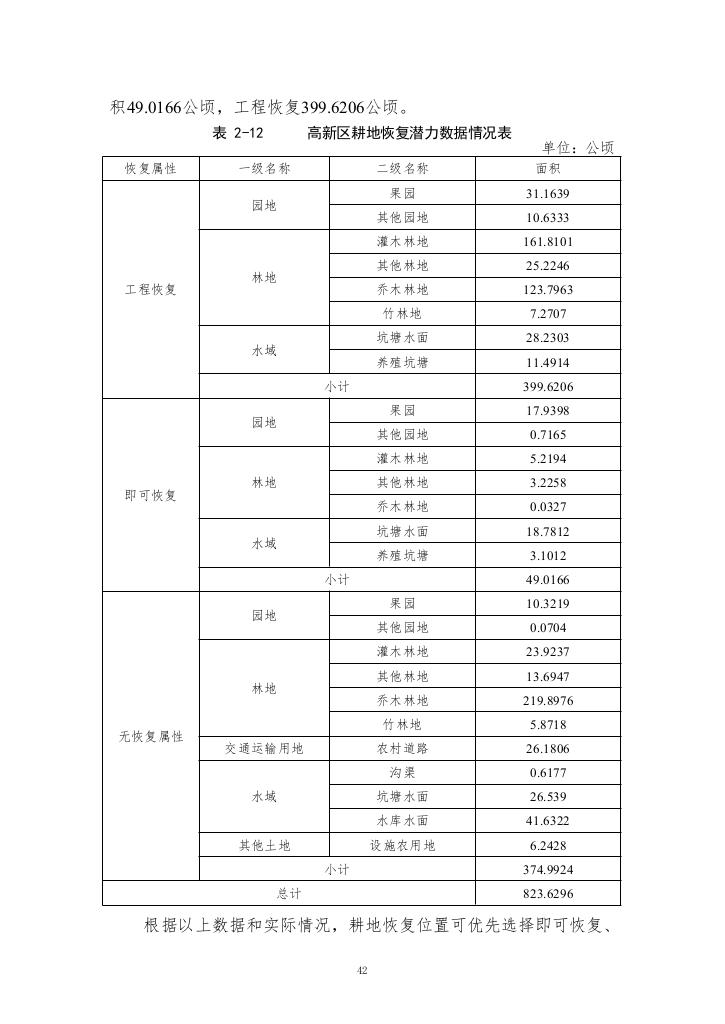 积49.0166公顷，工程恢复399.6206公顷。
表 2-12 高新区耕地恢复潜力数据情况表
单位：公顷
恢复属性 一级名称 二级名称 面积
工程恢复 园地 果园 31.1639
其他园地 10.6333
林地 灌木林地 161.8101
其他林地 25.2246
乔木林地 123.7963
竹林地 7.2707
水域 坑塘水面 28.2303
养殖坑塘 11.4914
小计 399.6206
即可恢复 园地 果园 17.9398
其他园地 0.7165
林地 灌木林地 5.2194
其他林地 3.2258
乔木林地 0.0327
水域 坑塘水面 18.7812
养殖坑塘 3.1012
小计 49.0166
无恢复属性 园地 果园 10.3219
其他园地 0.0704
林地 灌木林地 23.9237
其他林地 13.6947
乔木林地 219.8976
竹林地 5.8718
交通运输用地 农村道路 26.1806
水域 沟渠 0.6177
坑塘水面 26.539
水库水面 41.6322
其他土地 设施农用地 6.2428
小计 374.9924
总计 823.6296
根据以上数据和实际情况，耕地恢复位置可优先选择即可恢复、
42